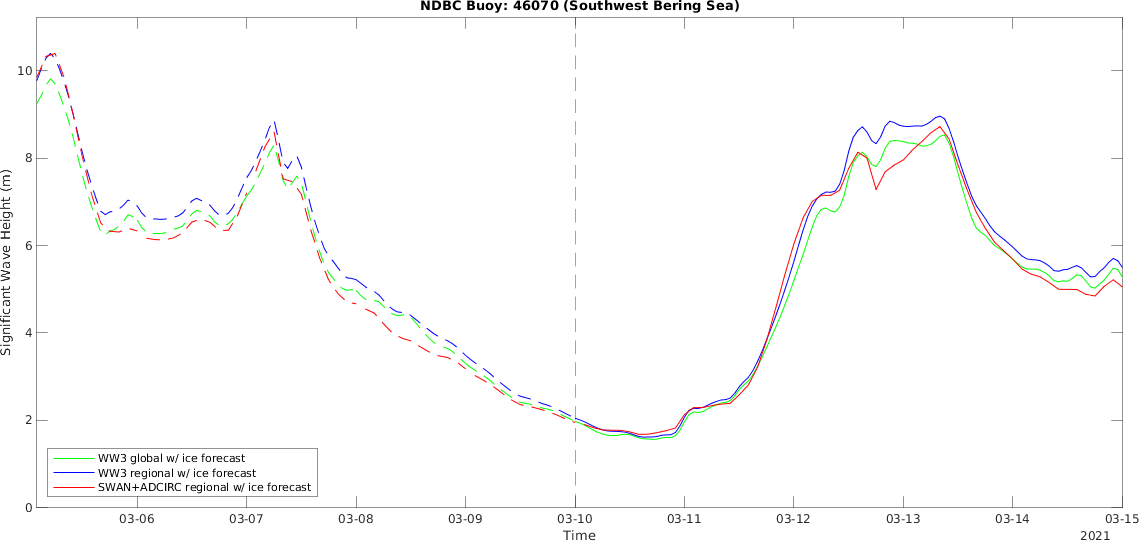 NDBC Buoy: 46070 (Southwest Bering Sea)
Significant Wave Height (m)
10
8
6
4
2
0
WW3 global w/ ice forecast
WW3 regional w/ ice forecast
SWAN+ADCIRC regional w/ ice forecast
03-06 03-07 03-08 03-09 03-10 03-11 03-12 03-13 03-14 03-15
Time
2021